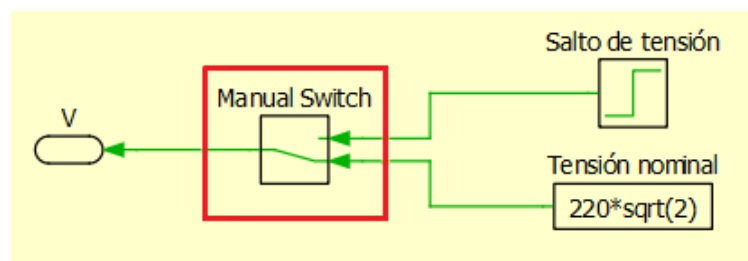 Salto de tensión
Manual Switch
V
Tensión nominal
220*sqrt(2)